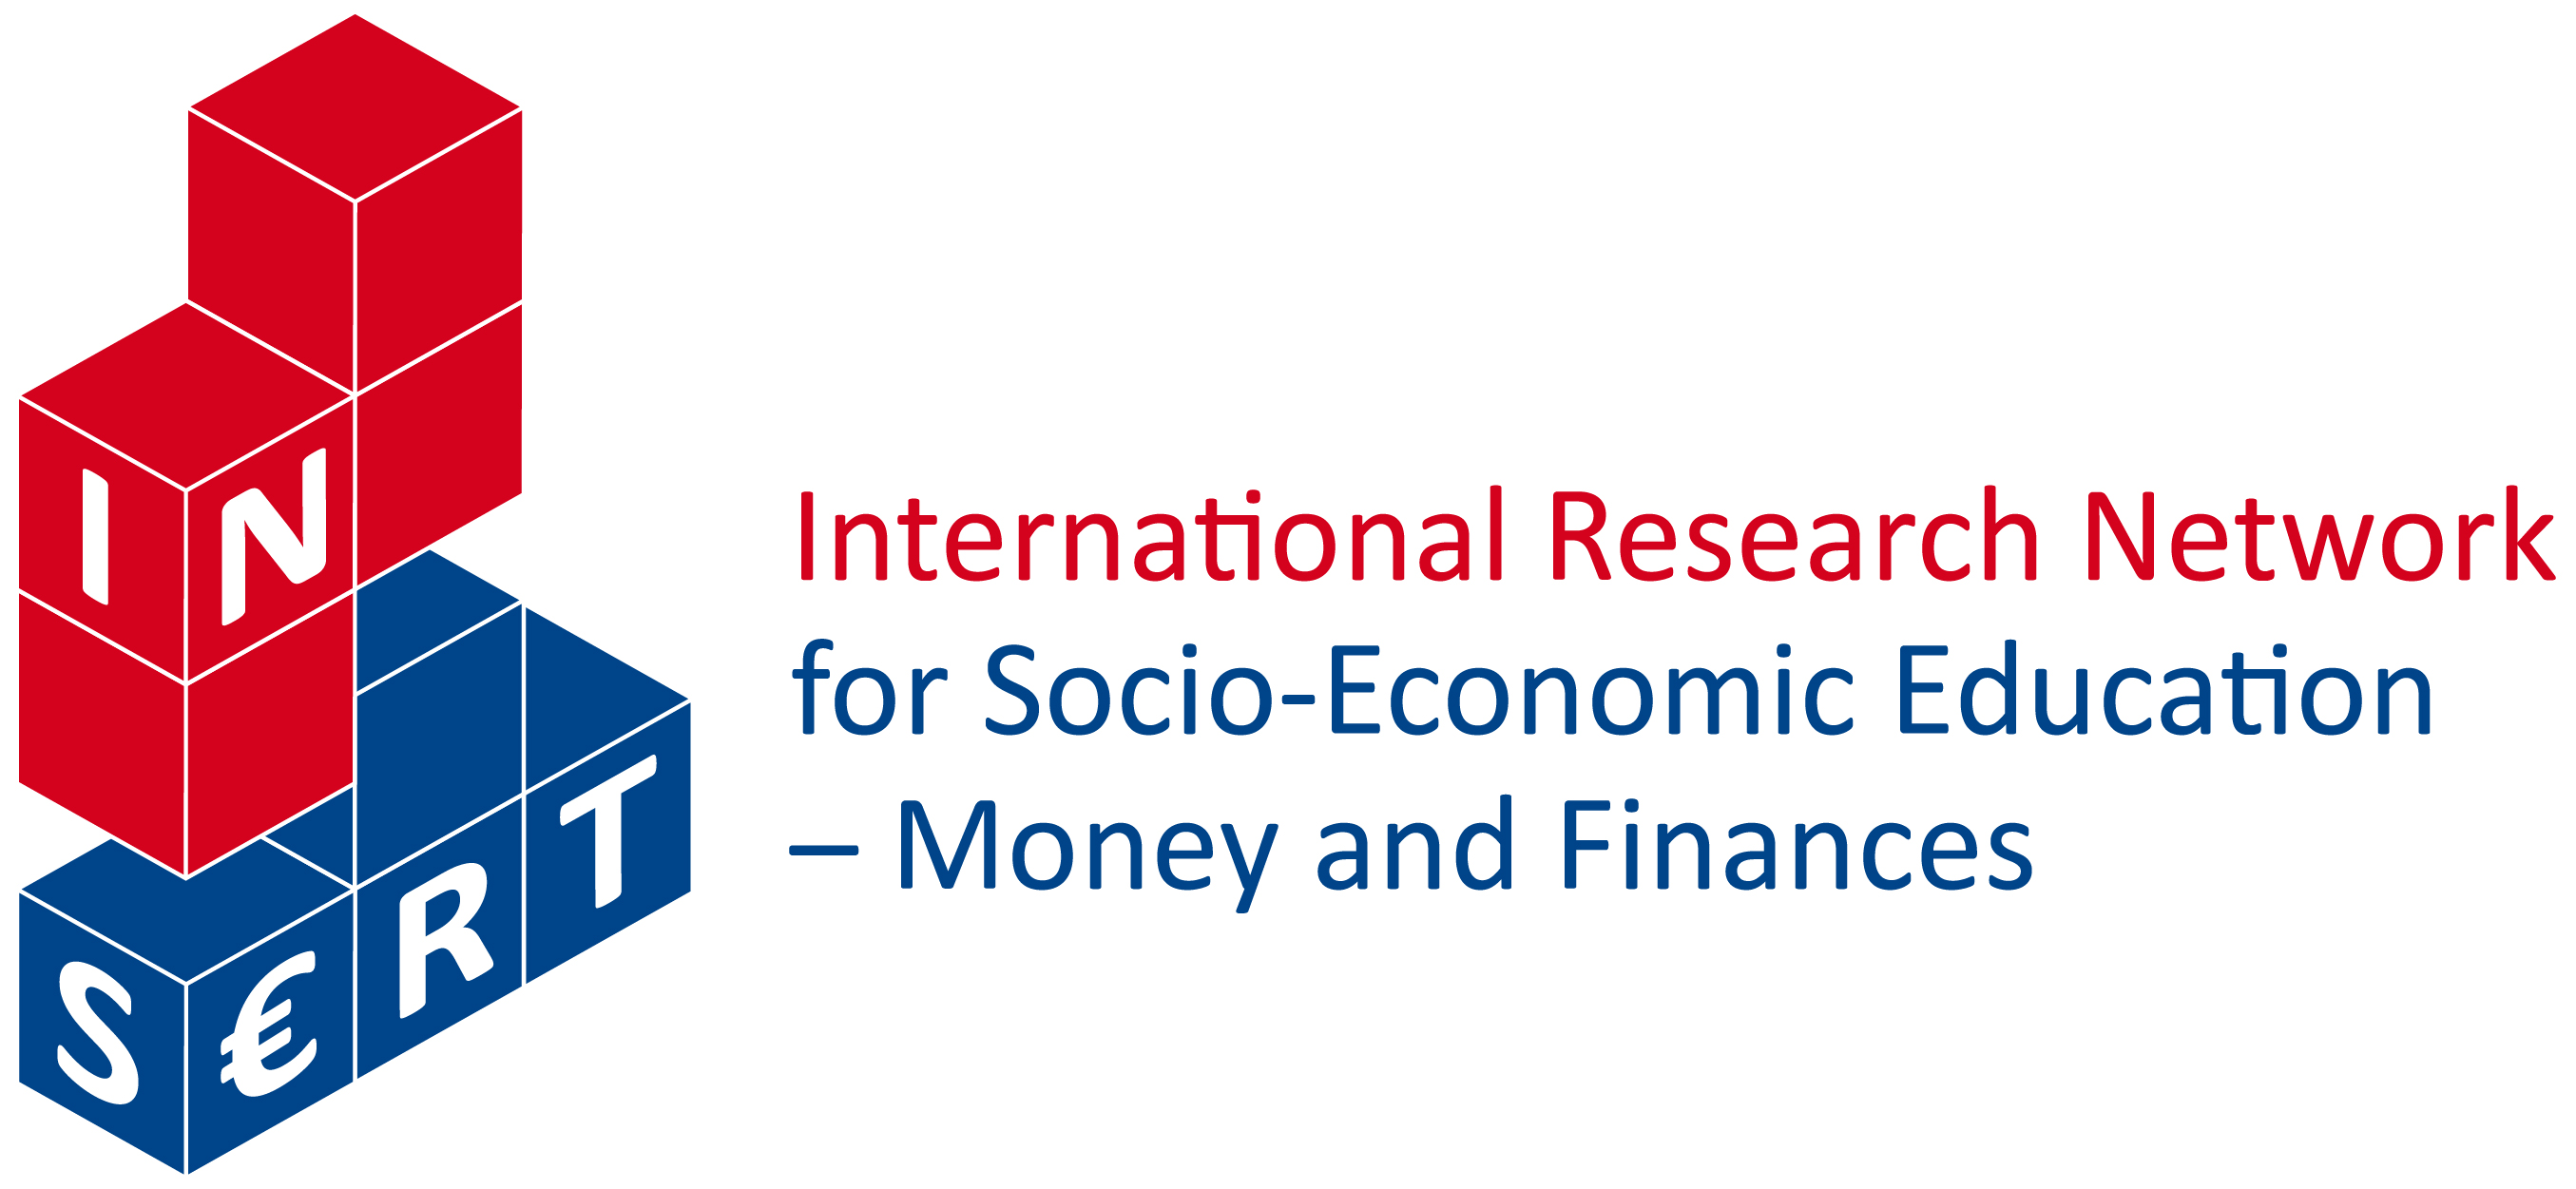 IN
S€RT
International Research Network
for Socio-Economic Education
– Money and Finances